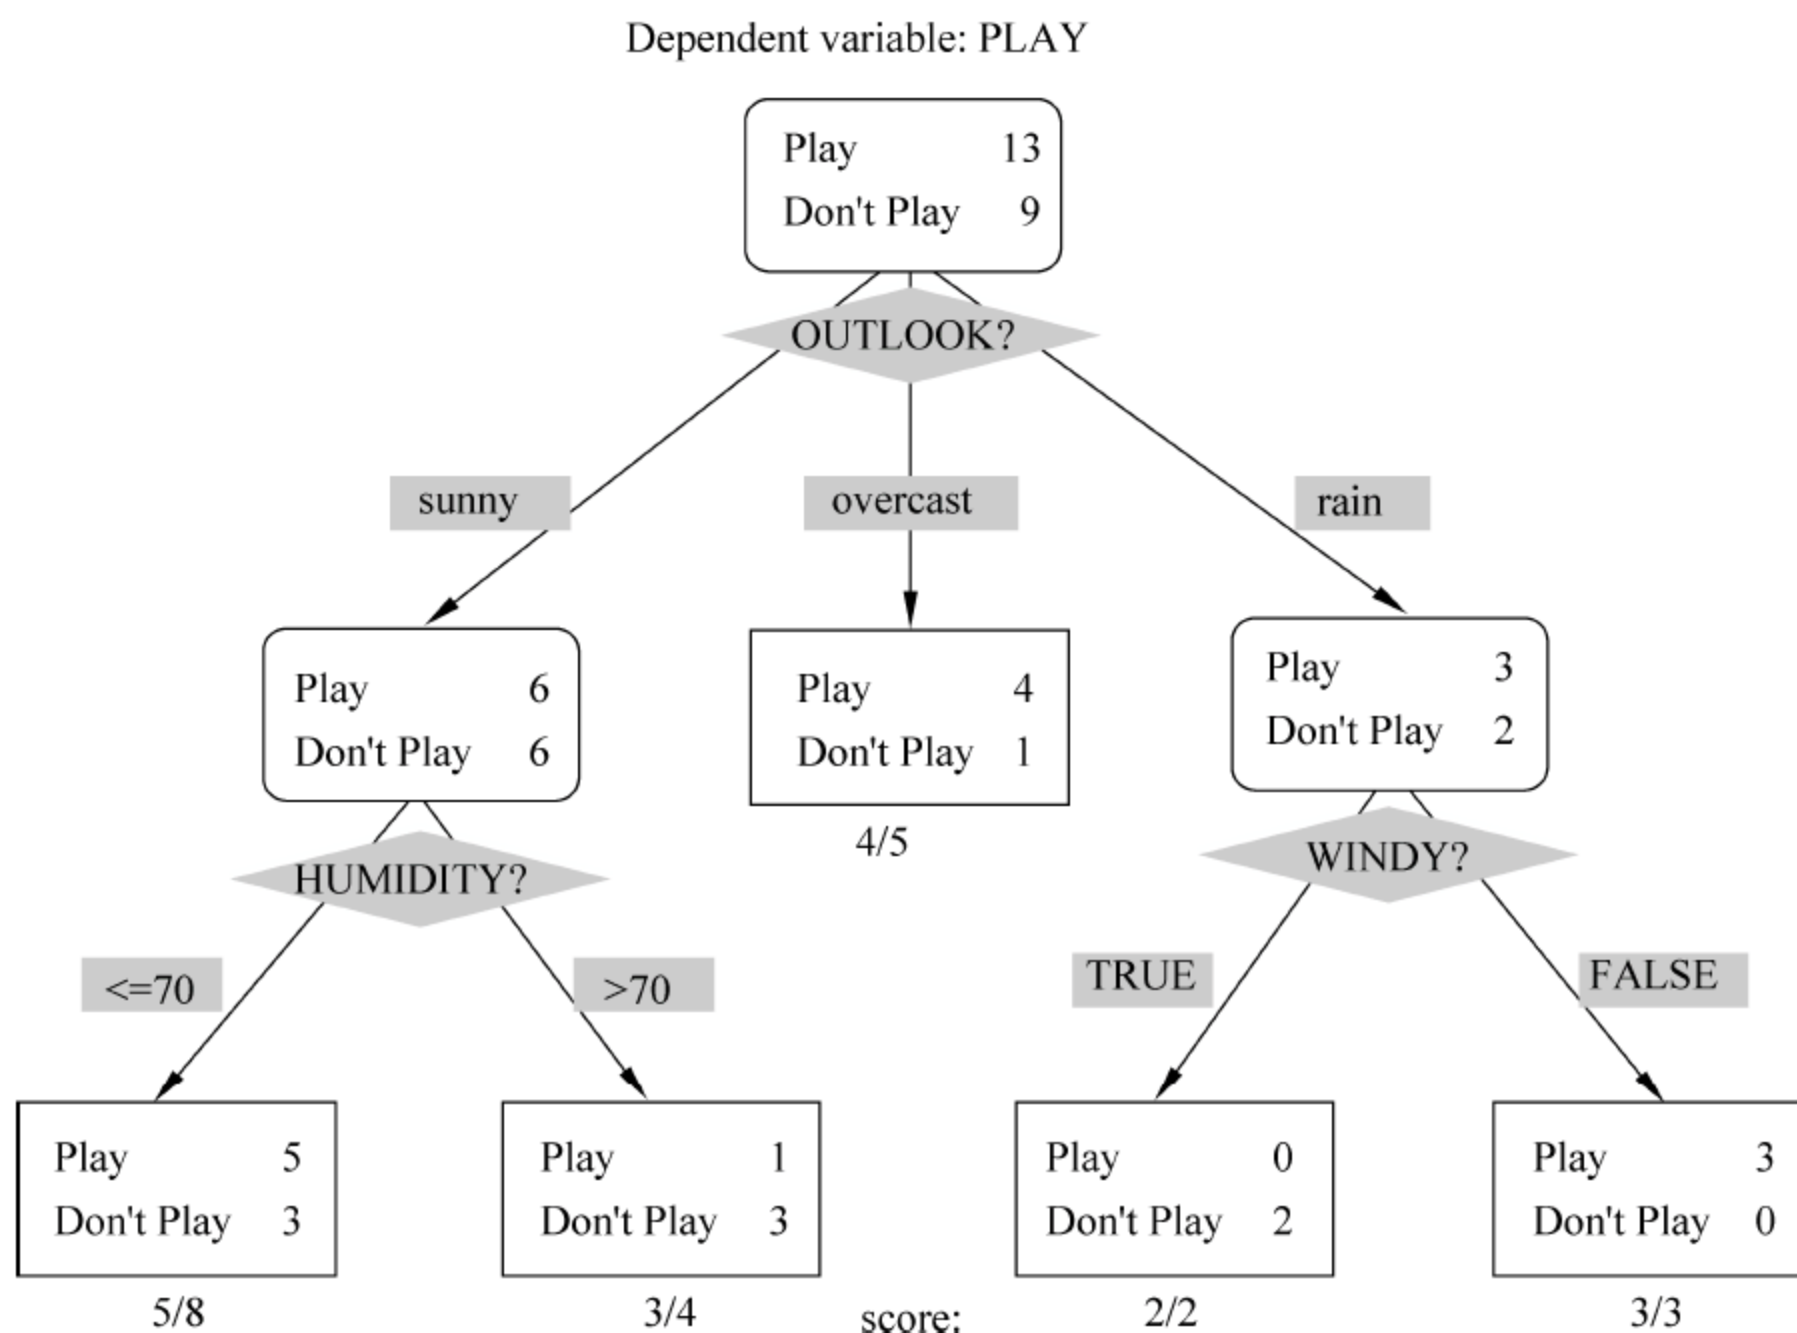 Dependent variable: PLAY
Play 13
Don't Play 9
OUTLOOK?
sunny
overcast
rain
Play 6
Don't Play 6
Play 4
Don't Play 1
4/5
Play 3
Don't Play 2
HUMIDITY?
WINDY?
<=70
>70
TRUE
FALSE
Play 5
Don't Play 3
5/8
Play 1
Don't Play 3
3/4
score:
Play 0
Don't Play 2
2/2
Play 3
Don't Play 0
3/3